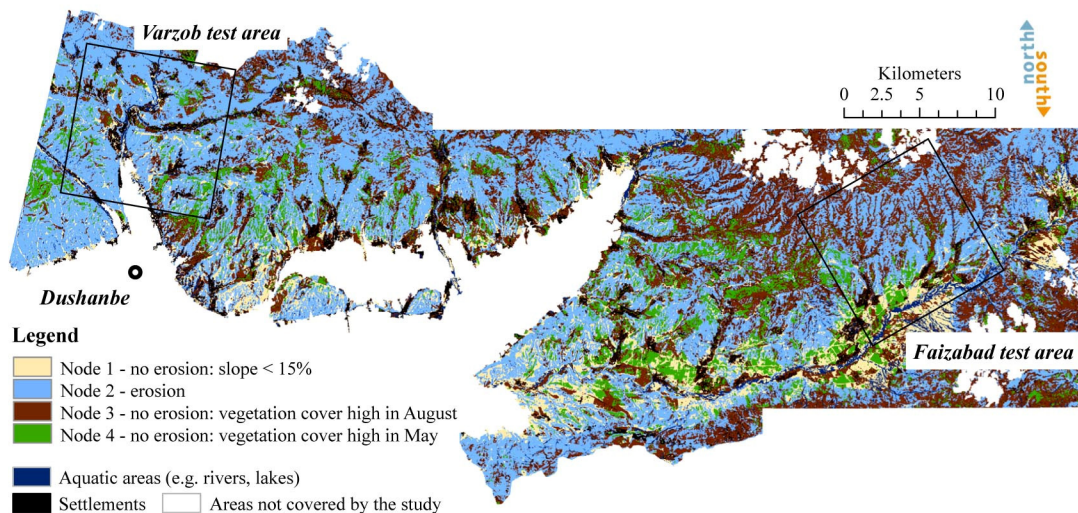 Varzob test area
north
south
Kilometers
0 2.5 5 10
Dushanbe
Legend
Node 1 - no erosion: slope < 15%
Node 2 - erosion
Node 3 - no erosion: vegetation cover high in August
Node 4 - no erosion: vegetation cover high in May
Faizabad test area
Aquatic areas (e.g. rivers, lakes)
Settlements Areas not covered by the study